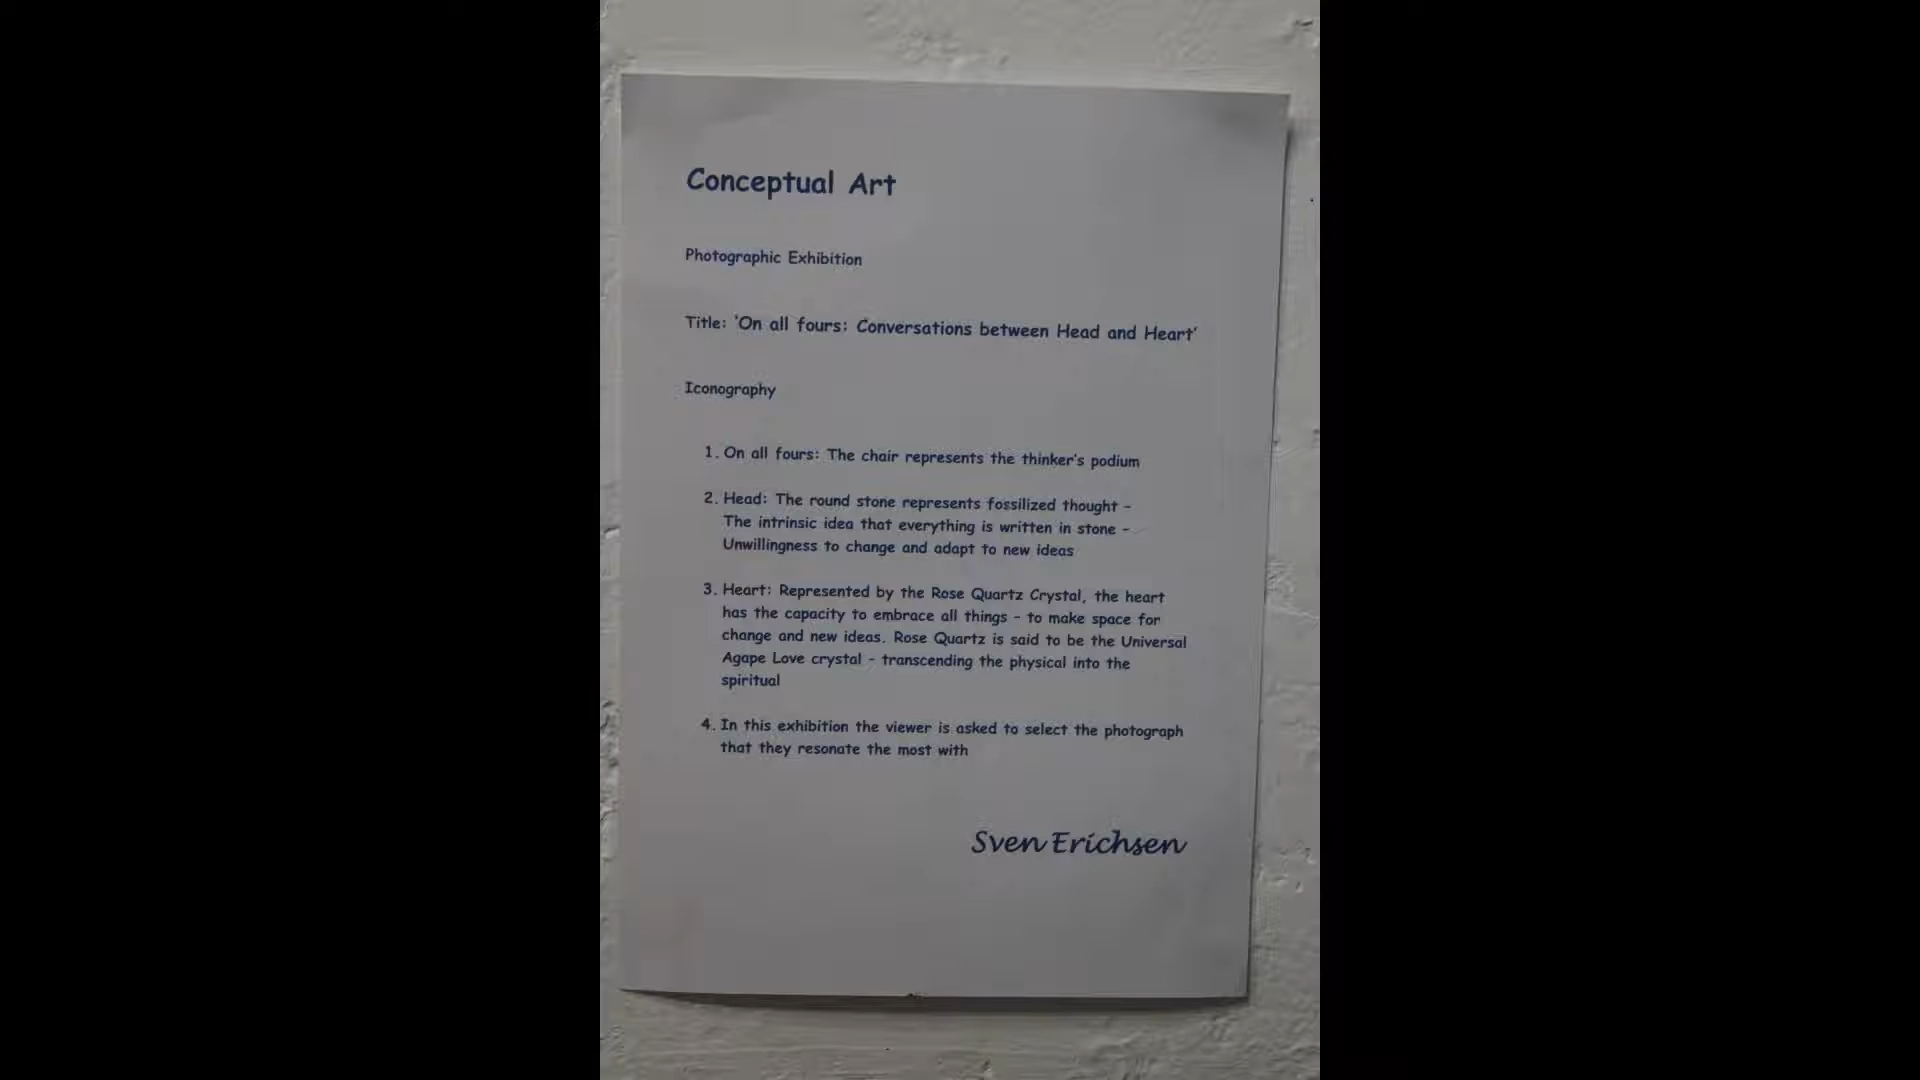 Conceptual Art
Photographic Exhibition
Title: 'On all fours: Conversations between Head and Heart'
Iconography
1. On all fours: The chair represents the thinker's podium
2. Head: The round stone represents fossilized thought -
The intrinsic idea that everything is written in stone -
Unwillingness to change and adapt to new ideas
3. Heart: Represented by the Rose Quartz Crystal, the heart
has the capacity to embrace all things - to make space for
change and new ideas. Rose Quartz is said to be the Universal
Agape Love crystal - transcending the physical into the
spiritual
4. In this exhibition the viewer is asked to select the photograph
that they resonate the most with
Sven Erichsen